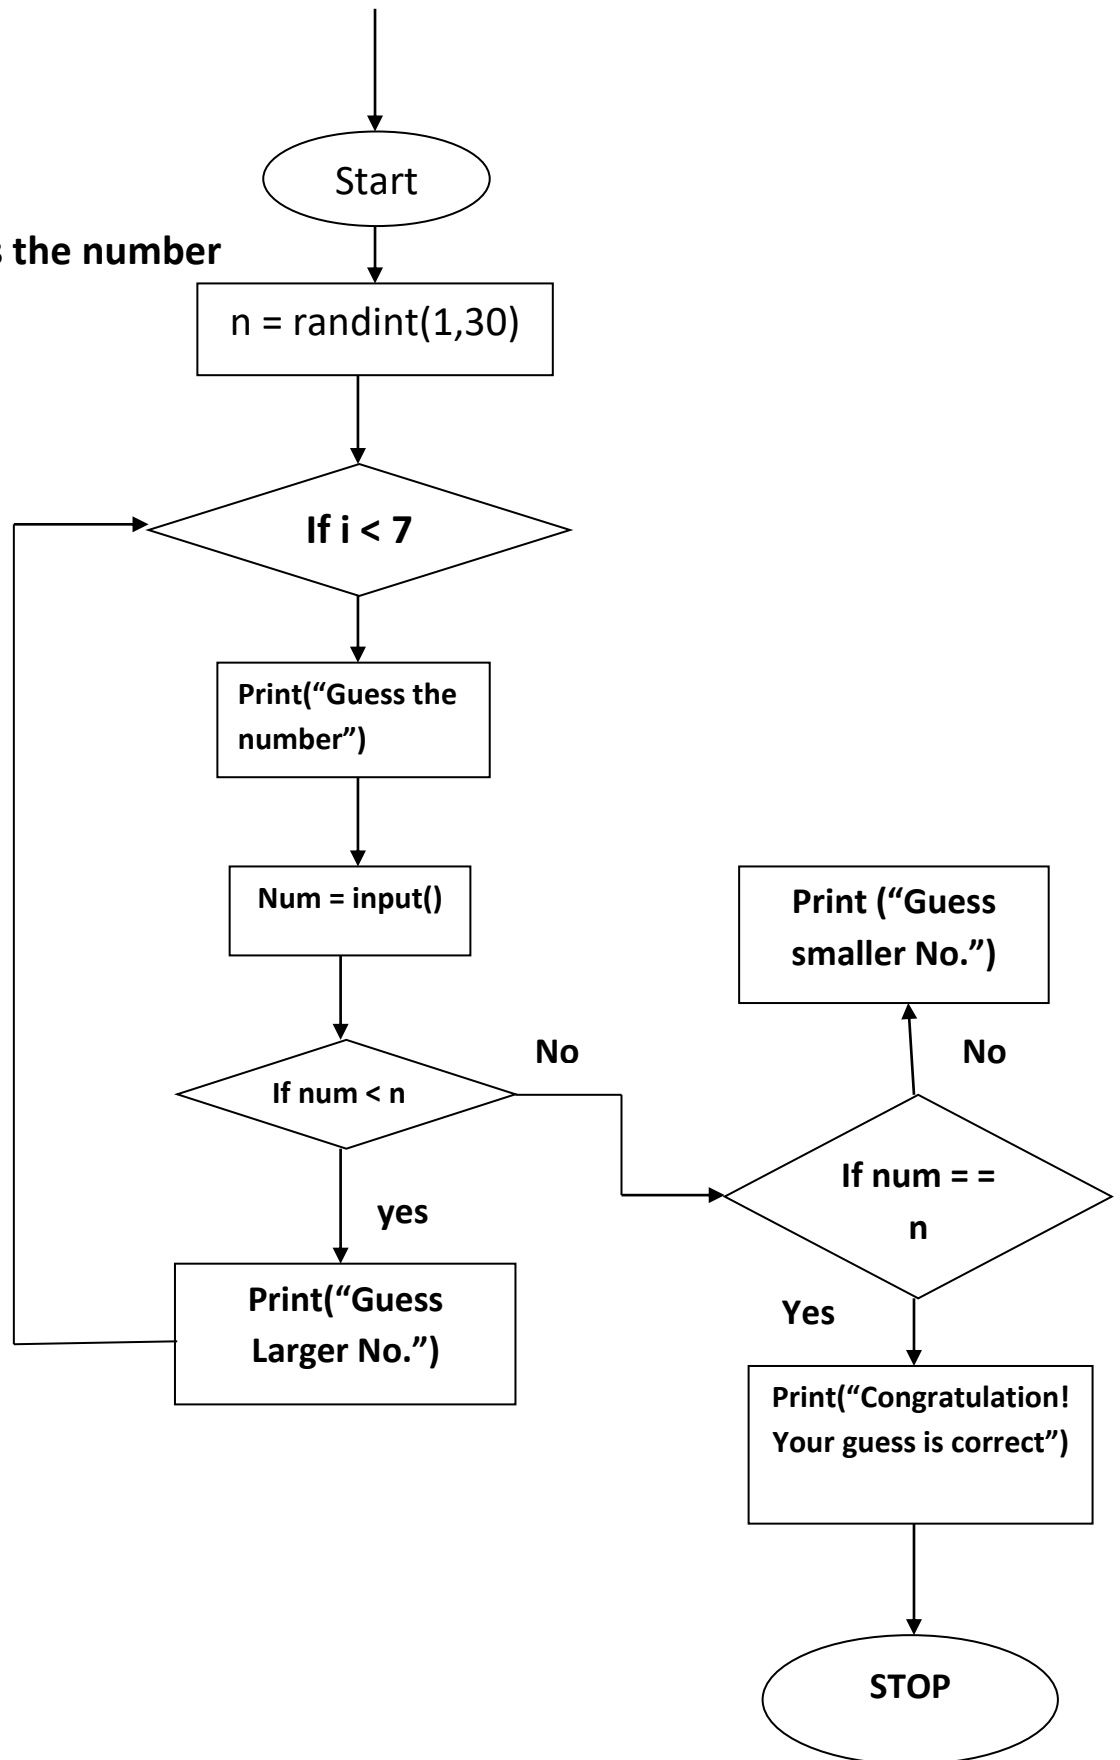 Start
the number
n = randint(1,30)
If i < 7
Print(“Guess the
number”)
Num = input()
Print (“Guess
smaller No.”)
No
No
If num < n
If num = =
n
yes
Yes
Print(“Guess
Larger No.”)
Print(“Congratulation!
Your guess is correct”)
STOP